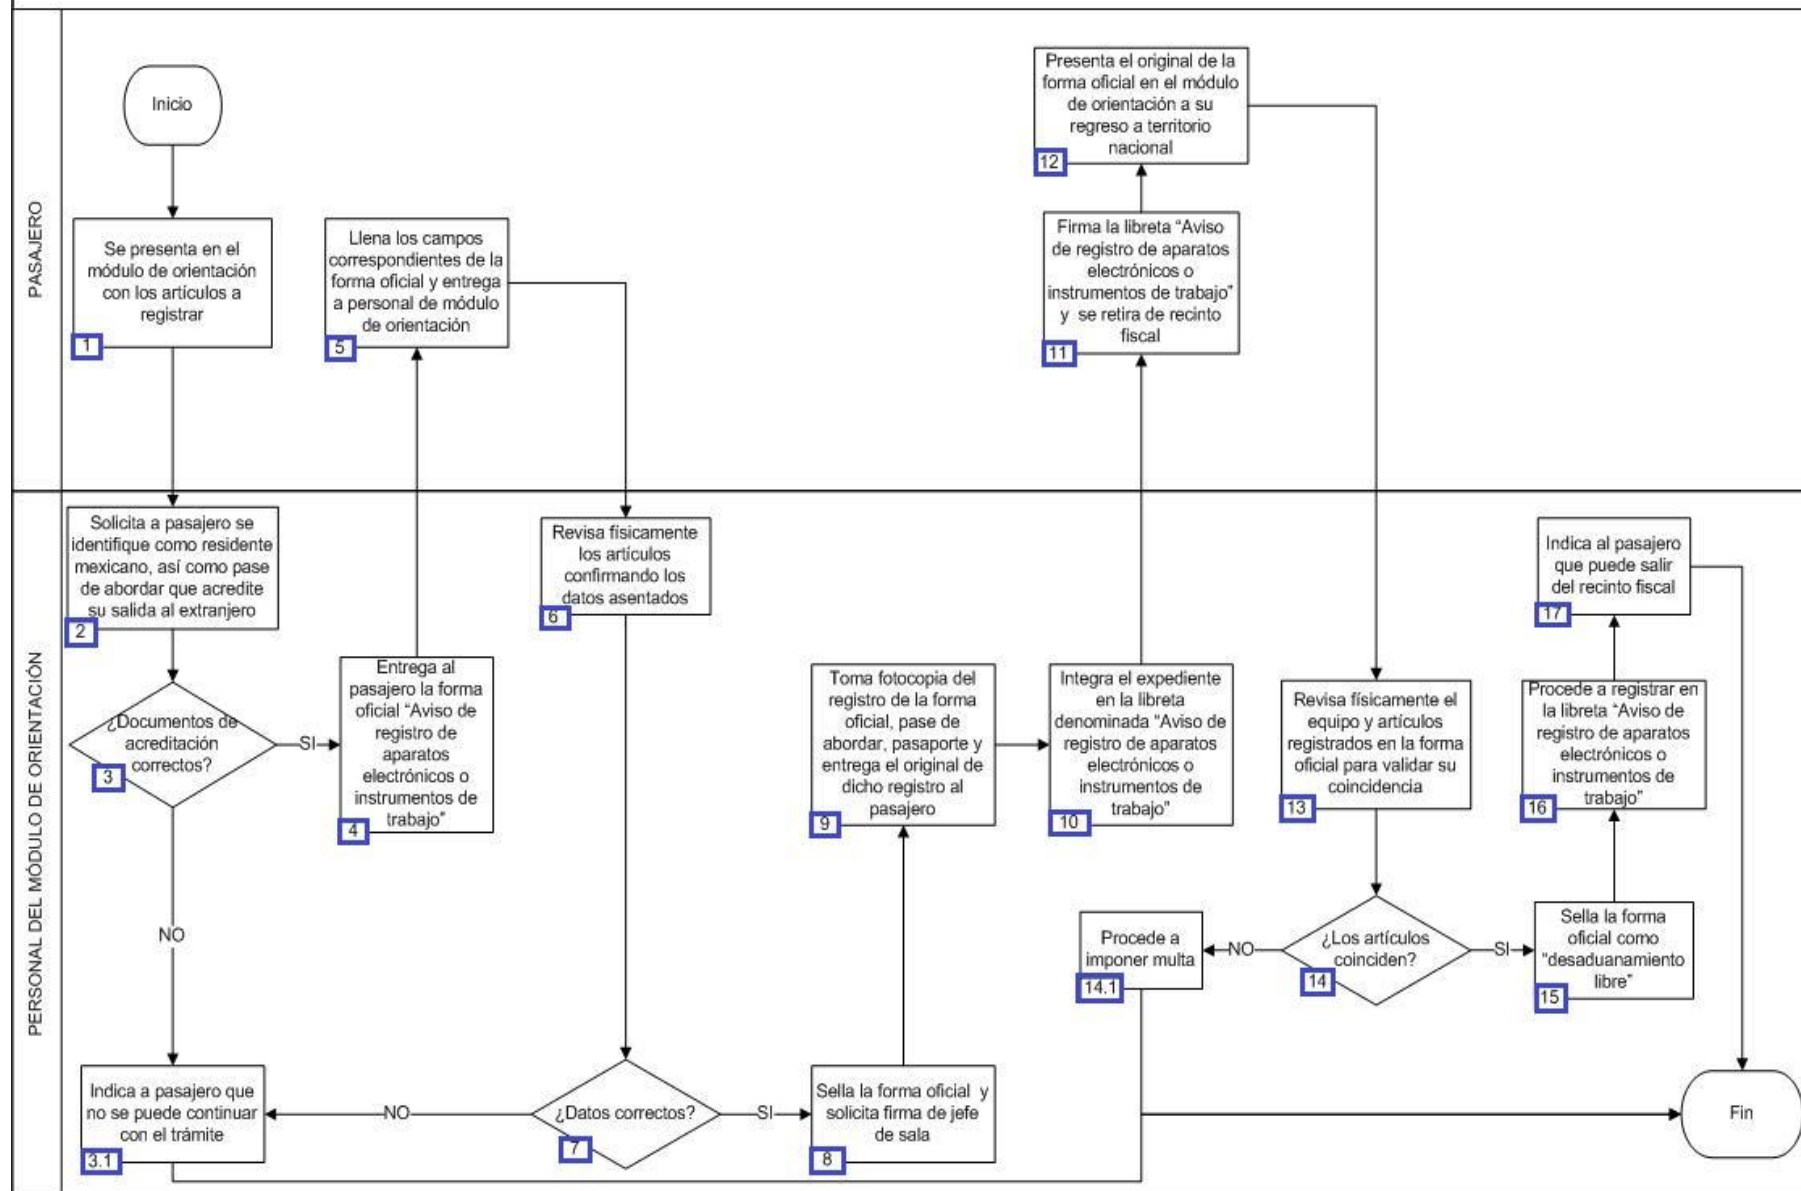 PASAJERO
Inicio
Se presenta en el
módulo de orientación
con los artículos a
registrar
1
Llena los campos
correspondientes de la
forma oficial y entrega
a personal de módulo
de orientación
5
Presenta el original de la
forma oficial en el módulo
de orientación a su
regreso a territorio
nacional
12
Firma la libreta “Aviso
de registro de aparatos
electrónicos o
instrumentos de trabajo”
y se retira de recinto
fiscal
11
PERSONAL DEL MÓDULO DE ORIENTACIÓN
Solicita a pasajero se
identifique como residente
mexicano, así como pase
de abordar que acredite
su salida al extranjero
2
¿Documentos de
acreditación
correctos?
3
SI
NO
Entrega al
pasajero la forma
oficial “Aviso de
registro de
aparatos
electrónicos o
instrumentos de
trabajo”
4
Indica a pasajero que
no se puede continuar
con el trámite
3.1
Revisa físicamente
los artículos
confirmando los
datos asentados
6
NO
¿Datos correctos?
7
SI
Sella la forma oficial y
solicita firma de jefe
de sala
8
Toma fotocopia del
registro de la forma
oficial, pase de
abordar, pasaporte y
entrega el original de
dicho registro al
pasajero
9
Integra el expediente
en la libreta
denominada “Aviso de
registro de aparatos
electrónicos o
instrumentos de
trabajo”
10
Revisa físicamente el
equipo y artículos
registrados en la forma
oficial para validar su
coincidencia
13
¿Los artículos
coinciden?
14
NO
Procede a
imponer multa
14.1
SI
Sella la forma
oficial como
“desaduanamiento
libre”
15
Procede a registrar en
la libreta “Aviso de
registro de aparatos
electrónicos o
instrumentos de
trabajo”
16
Indica al pasajero
que puede salir
del recinto fiscal
17
Fin